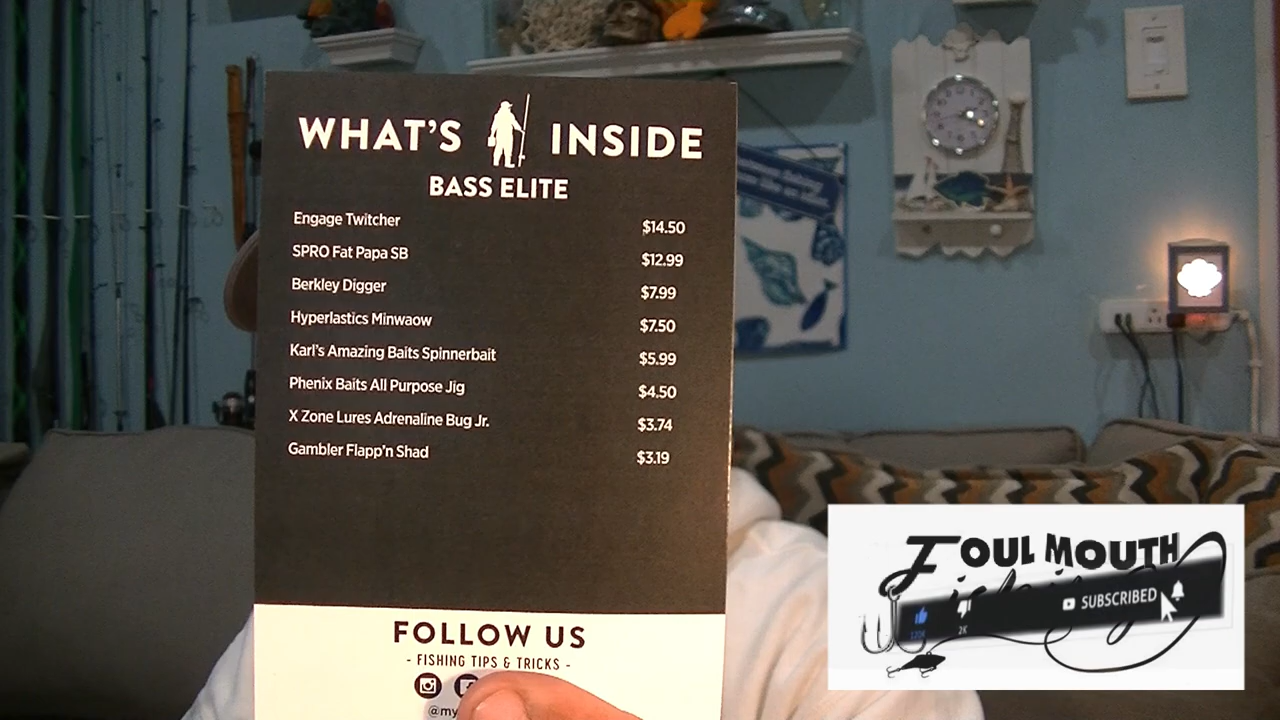 WHAT'S INSIDE
BASS ELITE
Engage Twitcher $14.50
SPRO Fat Papa SB $12.99
Berkley Digger $7.99
Hyperlastics Minwaow $7.50
Karl's Amazing Baits Spinnerbait $5.99
Phenix Baits All Purpose Jig $4.50
X Zone Lures Adrenaline Bug Jr. $3.74
Gambler Flapp'n Shad $3.19
FOLLOW US
- FISHING TIPS & TRICKS -
@my
FOUL MOUTH
SUBSCRIBED
2K